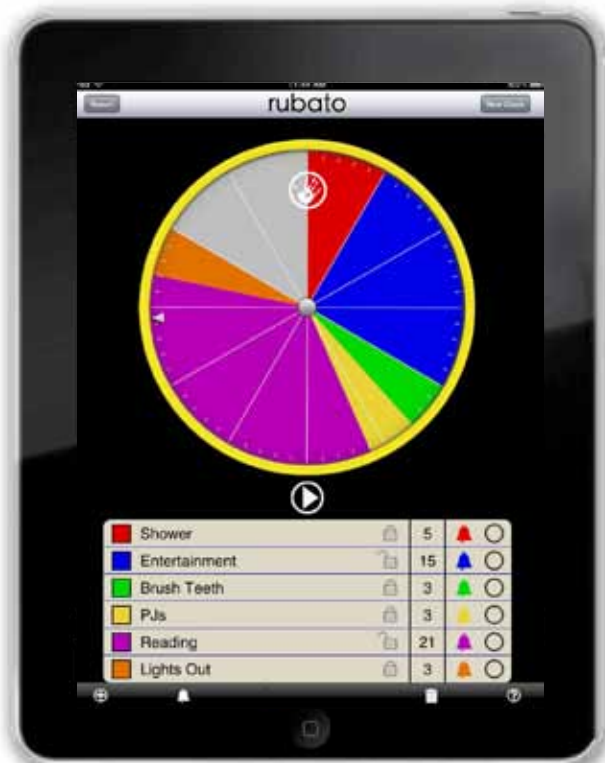 rubato
Shower 5
Entertainment 15
Brush Teeth 3
PJs 3
Reading 21
Lights Out 3